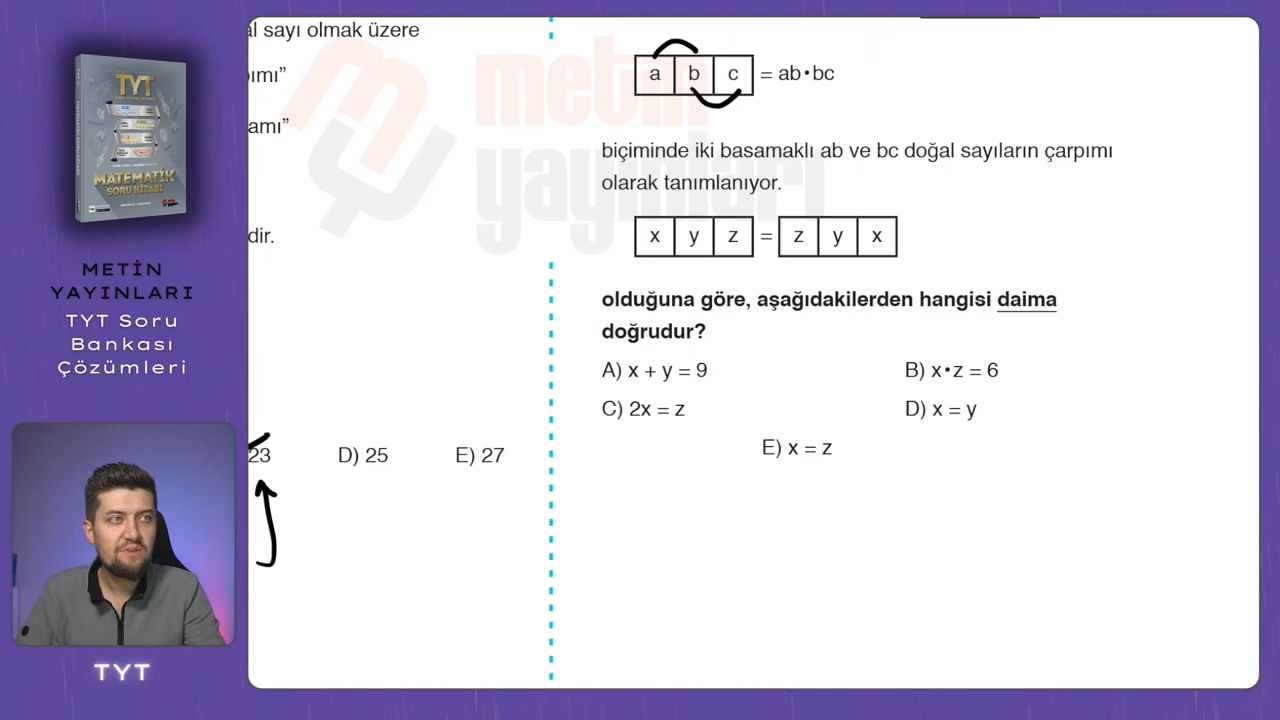 TYT
MATEMATİK
SORU KİTABI
METİN
YAYINLARI
TYT Soru
Bankası
Çözümleri
TYT
al sayı olmak üzere
ımı”
amı”
dir.
23 D) 25 E) 27
metin
yayınları
a b c = ab•bc
biçiminde iki basamaklı ab ve bc doğal sayıların çarpımı
olarak tanımlanıyor.
x y z = z y x
olduğuna göre, aşağıdakilerden hangisi daima
doğrudur?
A) x + y = 9 B) x•z = 6
C) 2x = z D) x = y
E) x = z